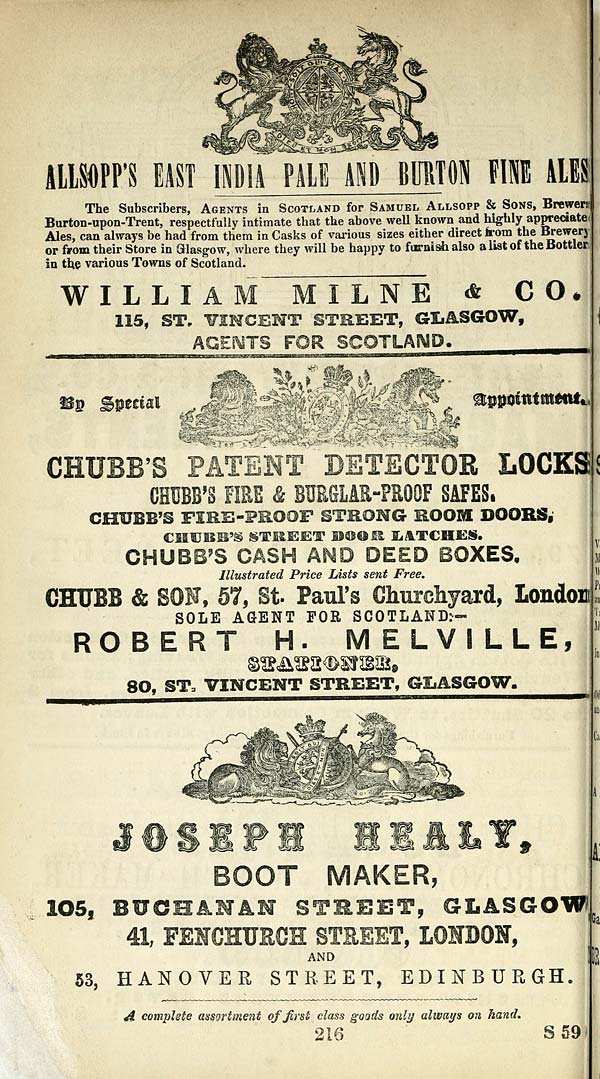 ALLSOPP'S EAST INDIA PALE AND BURTON FINE ALES
The Subscribers, AGENTS in SCOTLAND for SAMUEL ALLSOPP & SONS, Brewer
Burton-upon-Trent, respectfully intimate that the above well known and highly appreciate
Ales, can always be had from them in Casks of various sizes either direct from the Brewery
or from their Store in Glasgow, where they will be happy to furnish also a list of the Bottler
in the various Towns of Scotland.
WILLIAM MILNE & CO.
115, ST. VINCENT STREET, GLASGOW,
AGENTS FOR SCOTLAND.
By Special Appointment.
CHUBB'S PATENT DETECTOR LOCKS
CHUBB'S FIRE & BURGLAR-PROOF SAFES.
CHUBB'S FIRE-PROOF STRONG ROOM DOORS,
CHUBB'S STREET DOOR LATCHES.
CHUBB'S CASH AND DEED BOXES.
Illustrated Price Lists sent Free.
CHUBB & SON, 57, St. Paul's Churchyard, London
SOLE AGENT FOR SCOTLAND:—
ROBERT H. MELVILLE,
STATIONER,
80, ST. VINCENT STREET, GLASGOW.
JOSEPH HEALY,
BOOT MAKER,
105, BUCHANAN STREET, GLASGOW
41, FENCHURCH STREET, LONDON,
AND
53, HANOVER STREET, EDINBURGH.
A complete assortment of first class goods only always on hand.
216 S 59